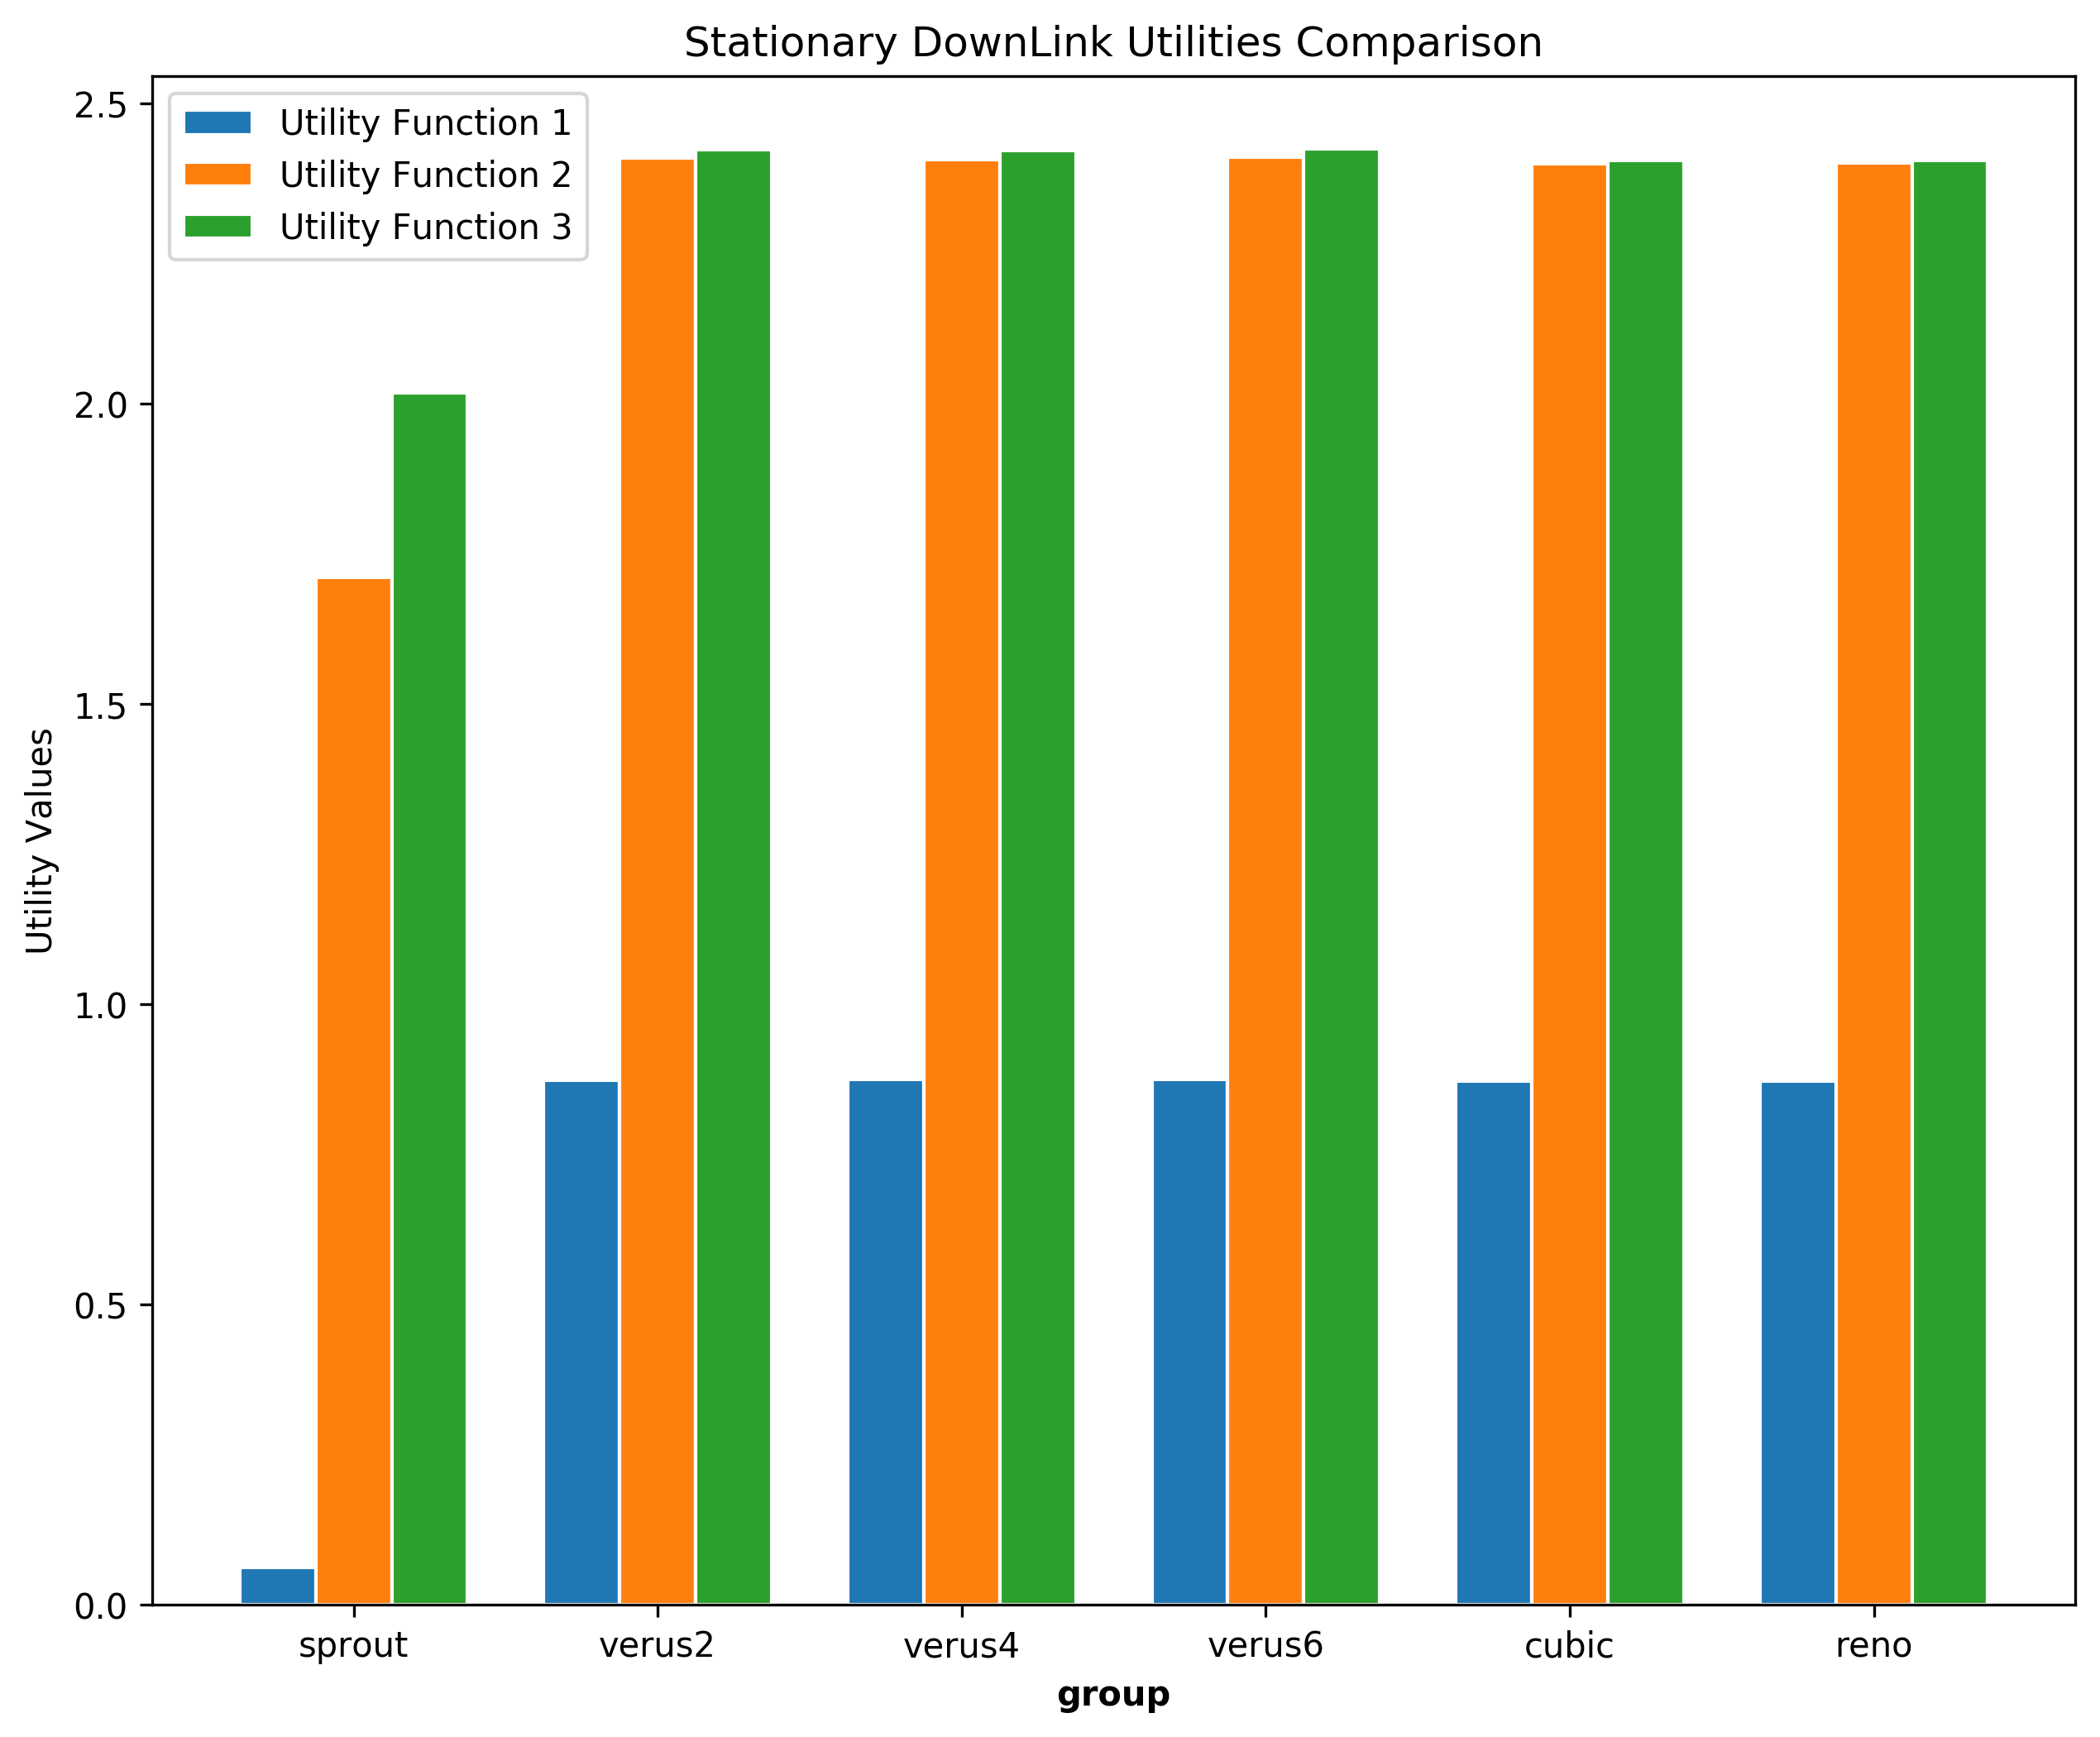 Stationary DownLink Utilities Comparison
Utility Function 1
Utility Function 2
Utility Function 3
Utility Values
2.5
2.0
1.5
1.0
0.5
0.0
sprout verus2 verus4 verus6 cubic reno
group